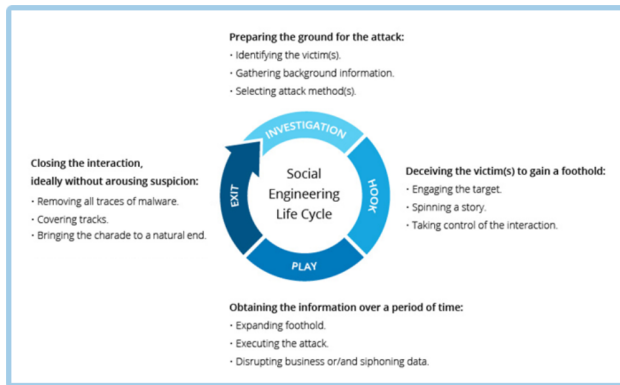 Preparing the ground for the attack:
· Identifying the victim(s).
· Gathering background information.
· Selecting attack method(s).
INVESTIGATION
Closing the interaction,
ideally without arousing suspicion:
· Removing all traces of malware.
· Covering tracks.
· Bringing the charade to a natural end.
EXIT
Social
Engineering
Life Cycle
HOOK
Deceiving the victim(s) to gain a foothold:
· Engaging the target.
· Spinning a story.
· Taking control of the interaction.
PLAY
Obtaining the information over a period of time:
· Expanding foothold.
· Executing the attack.
· Disrupting business or/and siphoning data.